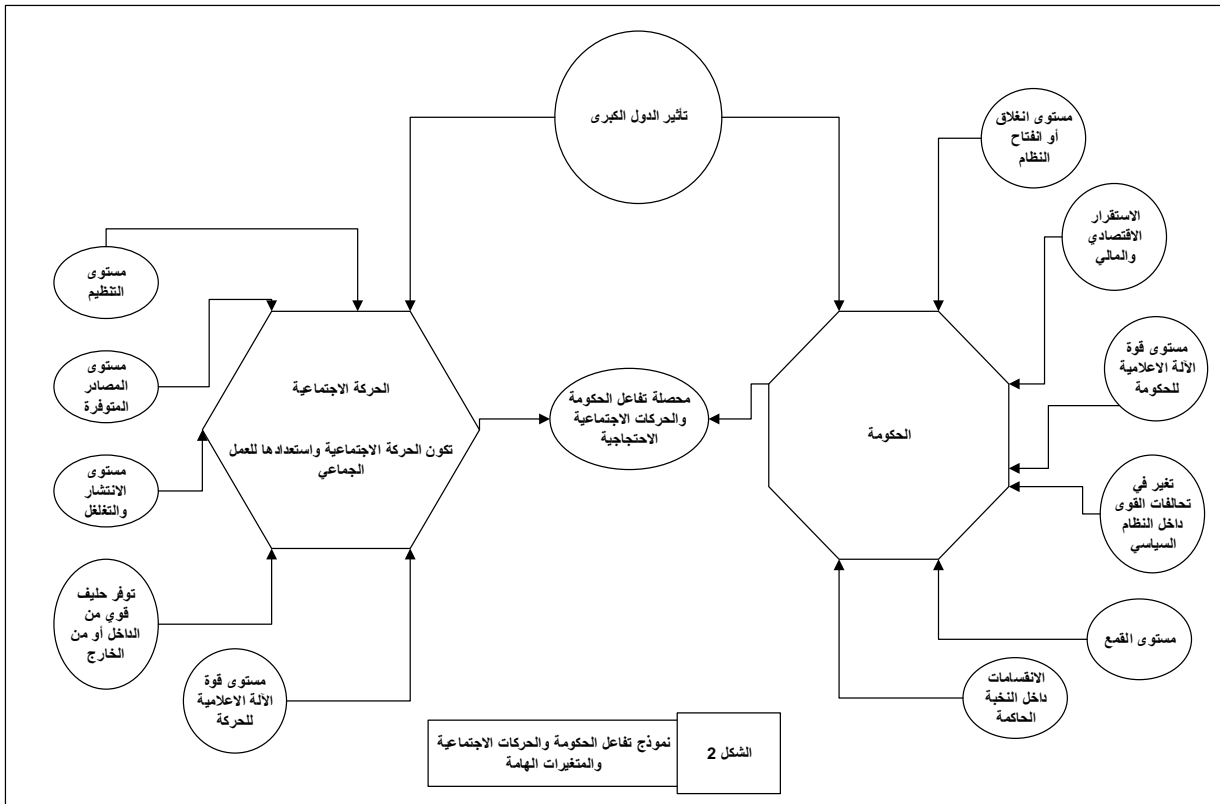 تأثير الدول الكبرى
مستوى انغلاق
أو انفتاح
النظام
الاستقرار
الاقتصادي
والمالي
مستوى قوة
الآلة الاعلامية
للحكومة
تغير في
تحالفات القوى
داخل النظام
السياسي
مستوى القمع
الانقسامات
داخل النخبة
الحاكمة
الحكومة
محصلة تفاعل الحكومة
والحركات الاجتماعية
الاحتجاجية
الحركة الاجتماعية
تكون الحركة الاجتماعية واستعدادها للعمل
الجماعي
مستوى
التنظيم
مستوى
المصادر
المتوفرة
مستوى
الانتشار
والتغلغل
توفر حليف
قوي من
الداخل أو من
الخارج
مستوى قوة
الآلة الاعلامية
للحركة
الشكل 2
نموذج تفاعل الحكومة والحركات الاجتماعية
والمتغيرات الهامة